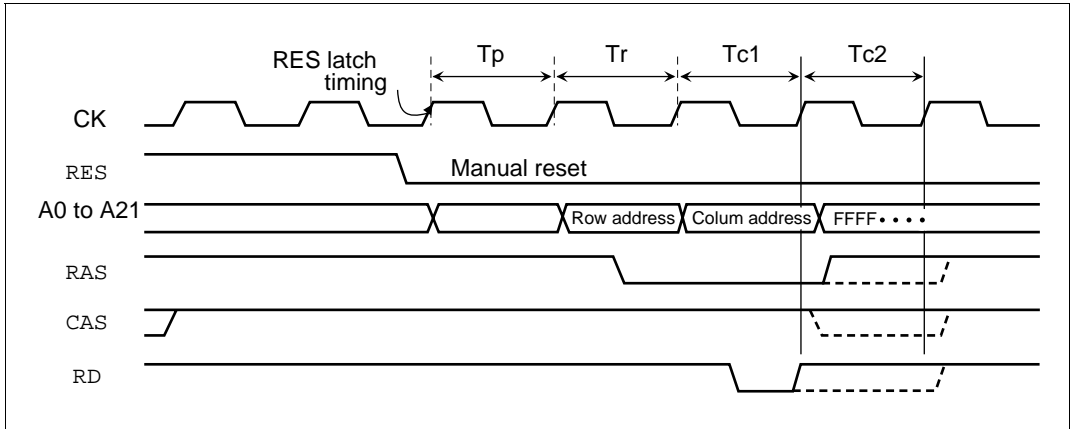 Tp Tr Tc1 Tc2
RES latch
timing
CK
RES Manual reset
A0 to A21 Row address Colum address FFFF ••••
RAS
CAS
RD